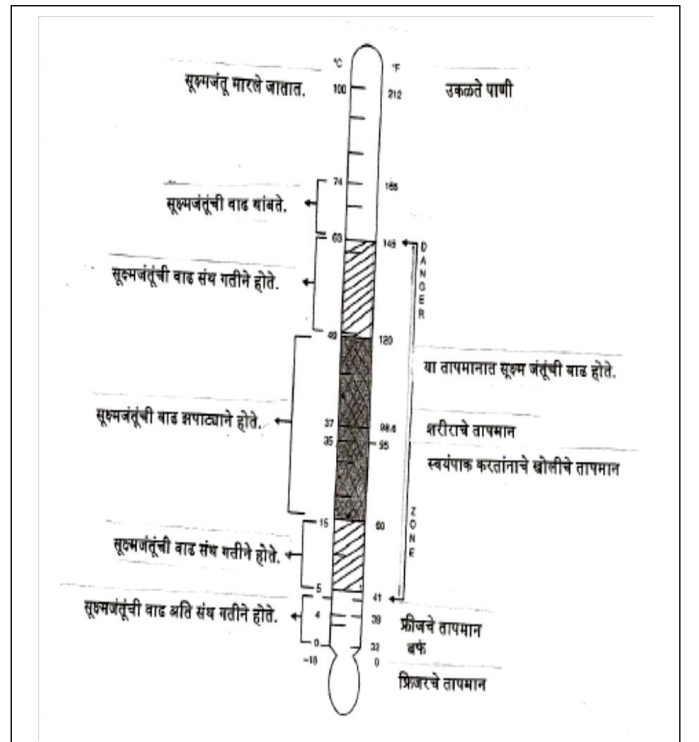 °C
°F
सूक्ष्मजंतू मारले जातात.
100
212
उकळते पाणी
74
165
सूक्ष्मजंतूंची वाढ थांबते.
63
145
DANGER
सूक्ष्मजंतूंची वाढ संथ गतीने होते.
49
120
या तापमानात सूक्ष्म जंतूंची वाढ होते.
सूक्ष्मजंतूंची वाढ झपाट्याने होते.
37
98.6
शरीराचे तापमान
35
95
स्वयंपाक करतांनाचे खोलीचे तापमान
15
60
ZONE
सूक्ष्मजंतूंची वाढ संथ गतीने होते.
5
41
सूक्ष्मजंतूंची वाढ अति संथ गतीने होते.
4
39
फ्रीजचे तापमान
0
32
बर्फ
-18
0
फ्रिजरचे तापमान